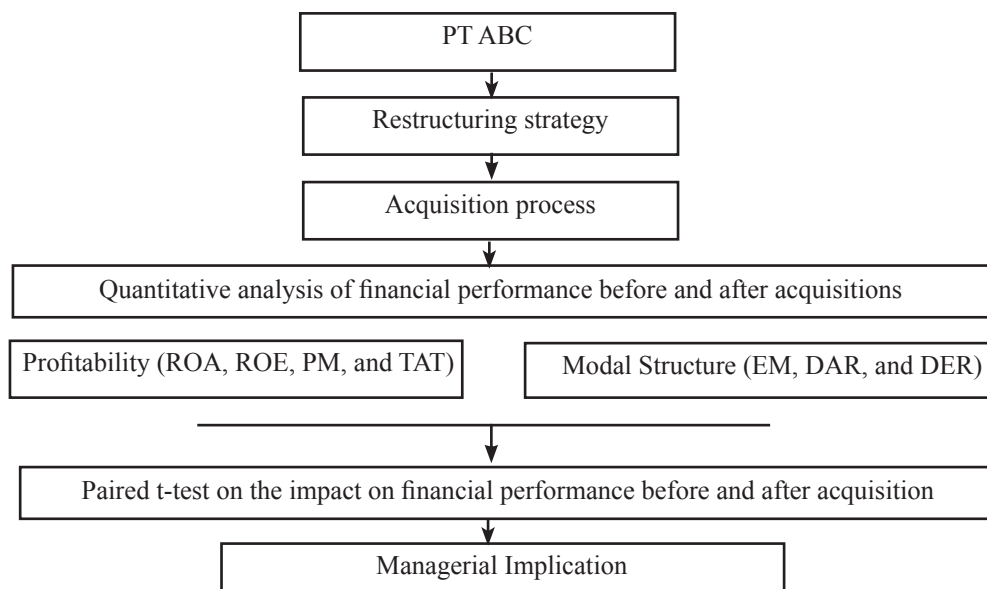 PT ABC
Restructuring strategy
Acquisition process
Quantitative analysis of financial performance before and after acquisitions
Profitability (ROA, ROE, PM, and TAT)
Modal Structure (EM, DAR, and DER)
Paired t-test on the impact on financial performance before and after acquisition
Managerial Implication